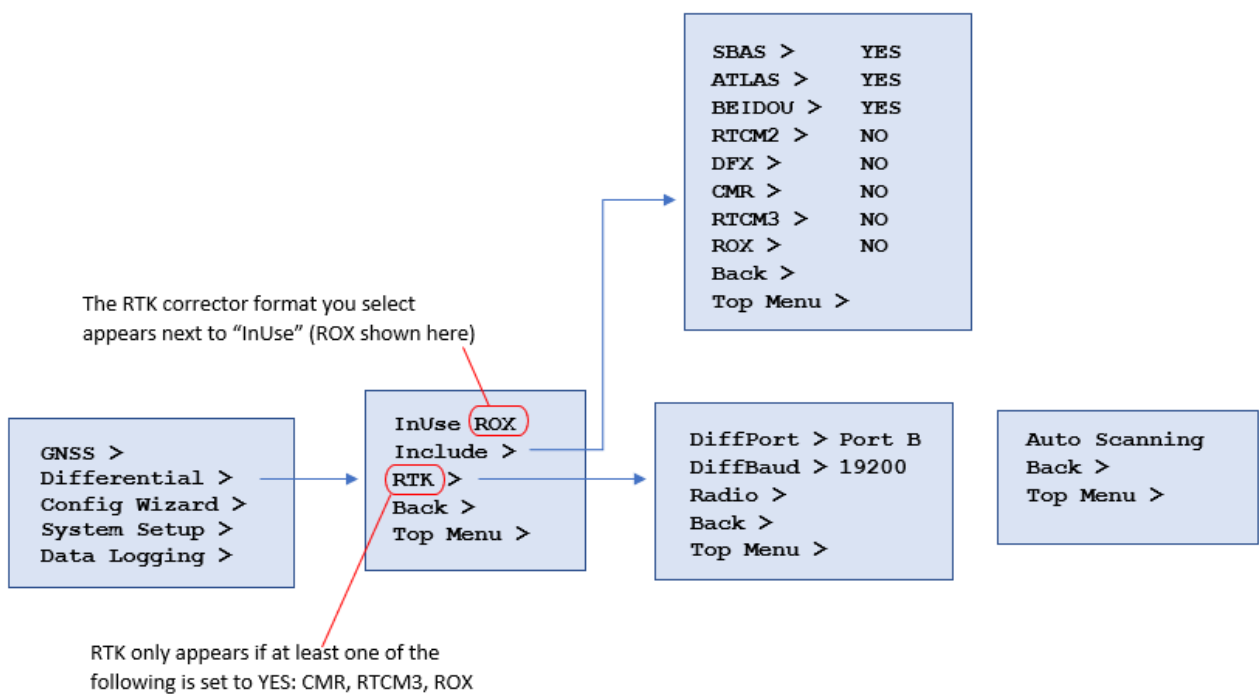 SBAS > YES
ATLAS > YES
BEIDOU > YES
RTCM2 > NO
DFX > NO
CMR > NO
RTCM3 > NO
ROX > NO
Back >
Top Menu >
The RTK corrector format you select
appears next to “InUse” (ROX shown here)
GNSS >
Differential >
Config Wizard >
System Setup >
Data Logging >
InUse ROX
Include >
RTK >
Back >
Top Menu >
DiffPort > Port B
DiffBaud > 19200
Radio >
Back >
Top Menu >
Auto Scanning
Back >
Top Menu >
RTK only appears if at least one of the
following is set to YES: CMR, RTCM3, ROX